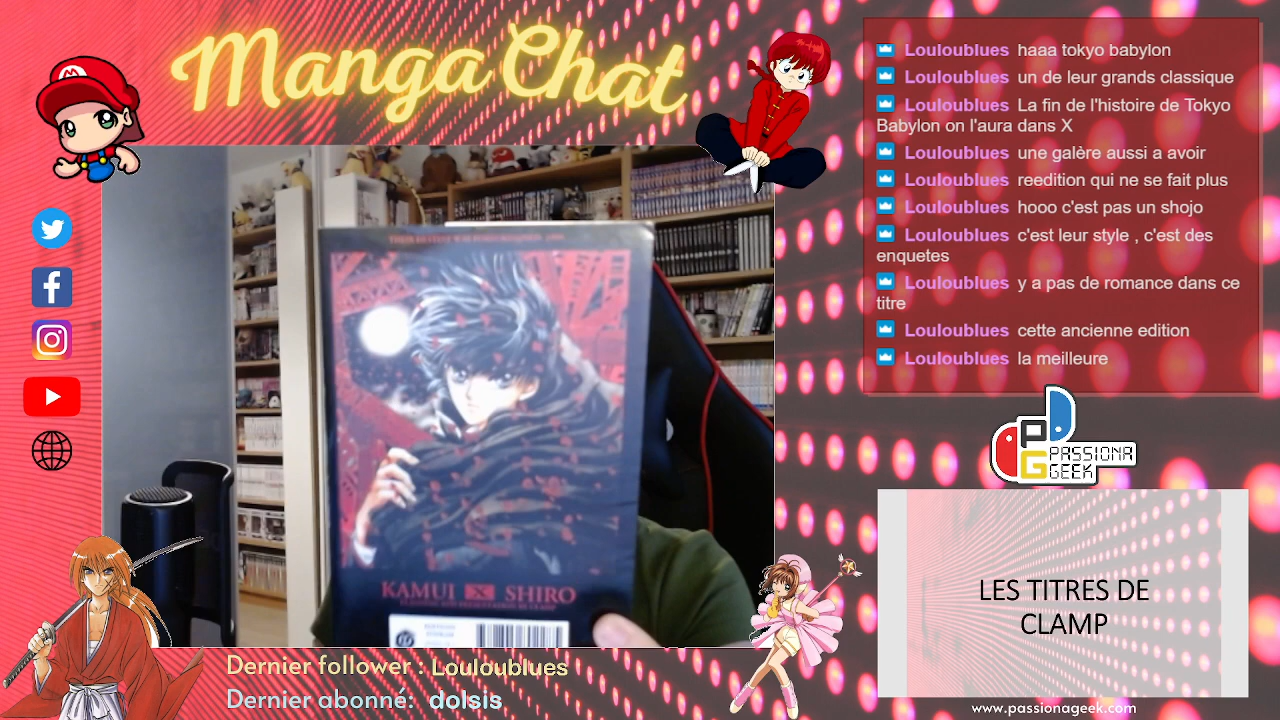 Manga Chat
Louloublues haaa tokyo babylon
Louloublues un de leur grands classique
Louloublues La fin de l'histoire de Tokyo
Babylon on l'aura dans X
Louloublues une galère aussi a avoir
Louloublues reedition qui ne se fait plus
Louloublues hooo c'est pas un shojo
Louloublues c'est leur style , c'est des
enquetes
Louloublues y a pas de romance dans ce
titre
Louloublues cette ancienne edition
Louloublues la meilleure
PG PASSIONA
GEEK
KAMUI X SHIRO
LES TITRES DE
CLAMP
Dernier follower : Louloublues
Dernier abonné: dolsis
www.passionageek.com